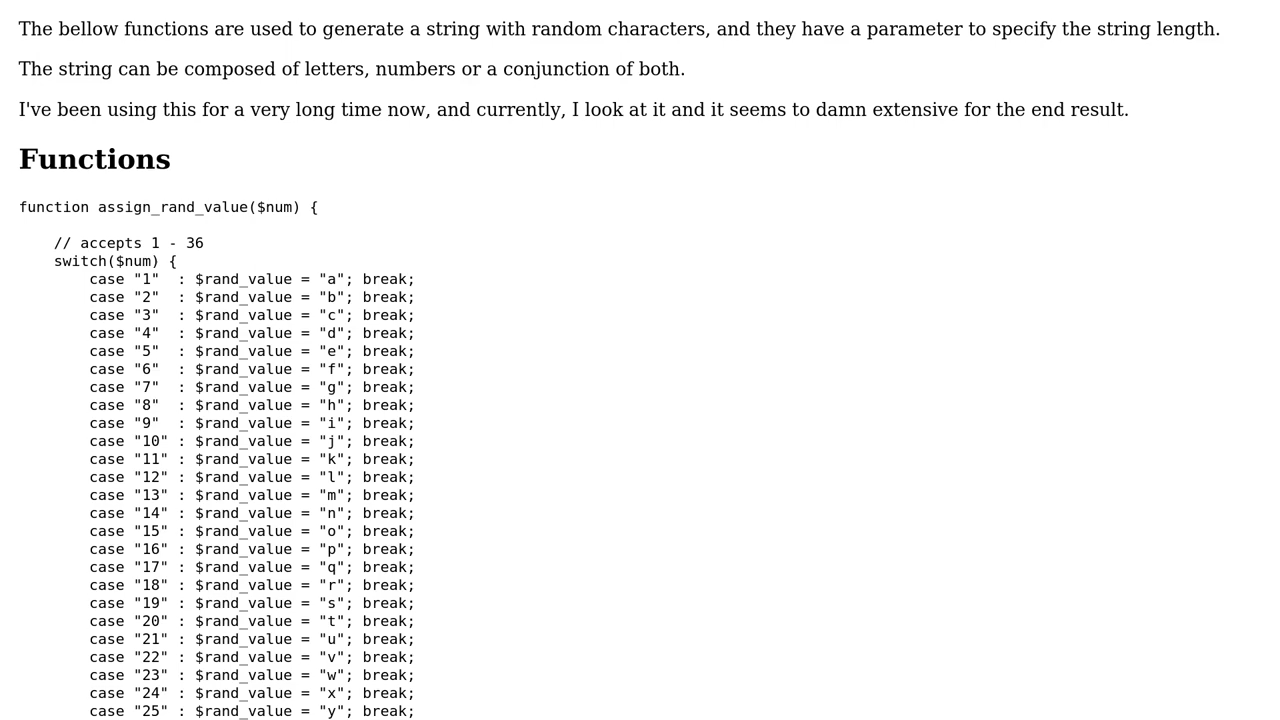 The bellow functions are used to generate a string with random characters, and they have a parameter to specify the string length.
The string can be composed of letters, numbers or a conjunction of both.
I've been using this for a very long time now, and currently, I look at it and it seems to damn extensive for the end result.
Functions
function assign_rand_value($num) {
    // accepts 1 - 36
    switch($num) {
        case "1"  : $rand_value = "a"; break;
        case "2"  : $rand_value = "b"; break;
        case "3"  : $rand_value = "c"; break;
        case "4"  : $rand_value = "d"; break;
        case "5"  : $rand_value = "e"; break;
        case "6"  : $rand_value = "f"; break;
        case "7"  : $rand_value = "g"; break;
        case "8"  : $rand_value = "h"; break;
        case "9"  : $rand_value = "i"; break;
        case "10" : $rand_value = "j"; break;
        case "11" : $rand_value = "k"; break;
        case "12" : $rand_value = "l"; break;
        case "13" : $rand_value = "m"; break;
        case "14" : $rand_value = "n"; break;
        case "15" : $rand_value = "o"; break;
        case "16" : $rand_value = "p"; break;
        case "17" : $rand_value = "q"; break;
        case "18" : $rand_value = "r"; break;
        case "19" : $rand_value = "s"; break;
        case "20" : $rand_value = "t"; break;
        case "21" : $rand_value = "u"; break;
        case "22" : $rand_value = "v"; break;
        case "23" : $rand_value = "w"; break;
        case "24" : $rand_value = "x"; break;
        case "25" : $rand_value = "y"; break;